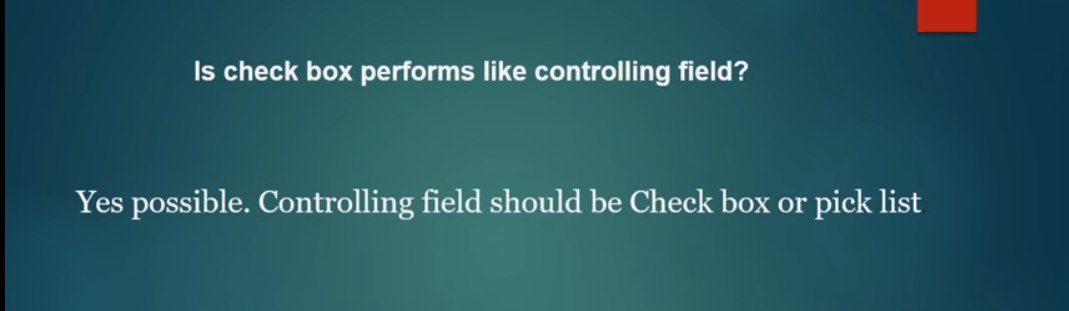 Is check box performs like controlling field?
Yes possible. Controlling field should be Check box or pick list